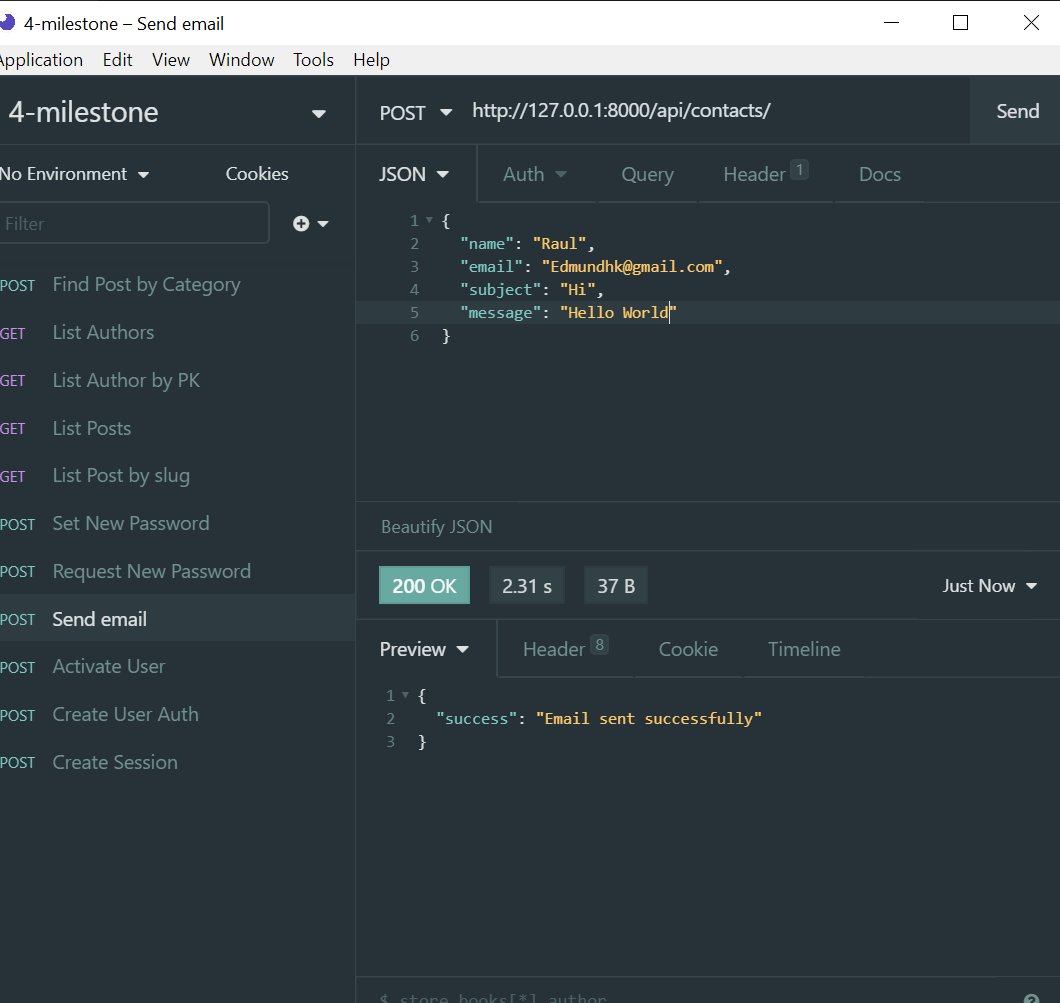 4-milestone – Send email
Application Edit View Window Tools Help
4-milestone
POST http://127.0.0.1:8000/api/contacts/ Send
No Environment Cookies
JSON Auth Query Header 1 Docs
Filter
POST Find Post by Category
GET List Authors
GET List Author by PK
GET List Posts
GET List Post by slug
POST Set New Password
POST Request New Password
POST Send email
POST Activate User
POST Create User Auth
POST Create Session
1 {
2 "name": "Raul",
3 "email": "Edmundhk@gmail.com",
4 "subject": "Hi",
5 "message": "Hello World"
6 }
Beautify JSON
200 OK 2.31 s 37 B Just Now
Preview Header 8 Cookie Timeline
1 {
2 "success": "Email sent successfully"
3 }
$.store.books[*].author